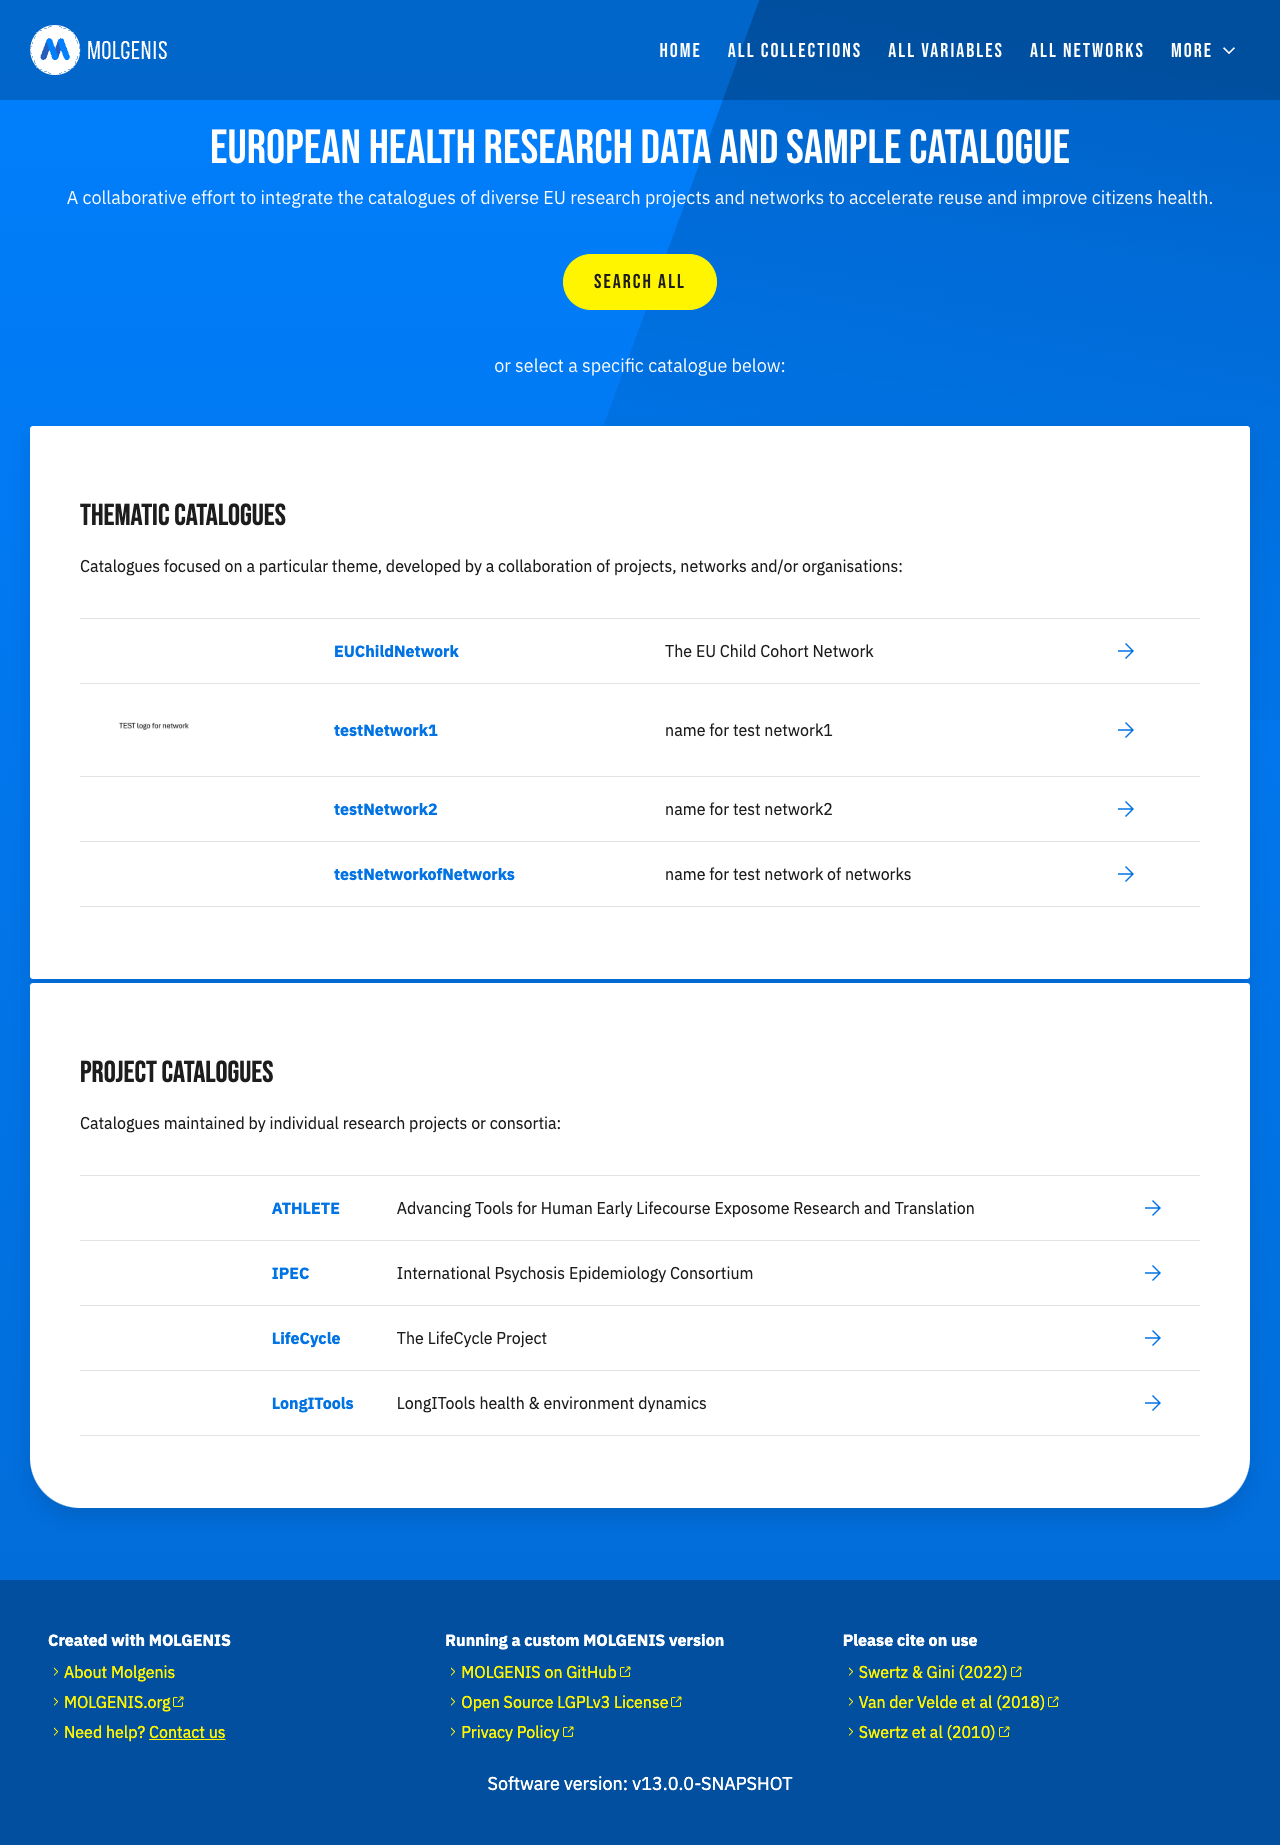 MOLGENIS
HOME ALL COLLECTIONS ALL VARIABLES ALL NETWORKS MORE
EUROPEAN HEALTH RESEARCH DATA AND SAMPLE CATALOGUE
A collaborative effort to integrate the catalogues of diverse EU research projects and networks to accelerate reuse and improve citizens health.
SEARCH ALL
or select a specific catalogue below:
THEMATIC CATALOGUES
Catalogues focused on a particular theme, developed by a collaboration of projects, networks and/or organisations:
EUChildNetwork The EU Child Cohort Network
TEST logo for network testNetwork1 name for test network1
testNetwork2 name for test network2
testNetworkofNetworks name for test network of networks
PROJECT CATALOGUES
Catalogues maintained by individual research projects or consortia:
ATHLETE Advancing Tools for Human Early Lifecourse Exposome Research and Translation
IPEC International Psychosis Epidemiology Consortium
LifeCycle The LifeCycle Project
LongITools LongITools health & environment dynamics
Created with MOLGENIS
About Molgenis
MOLGENIS.org
Need help? Contact us
Running a custom MOLGENIS version
MOLGENIS on GitHub
Open Source LGPLv3 License
Privacy Policy
Please cite on use
Swertz & Gini (2022)
Van der Velde et al (2018)
Swertz et al (2010)
Software version: v13.0.0-SNAPSHOT